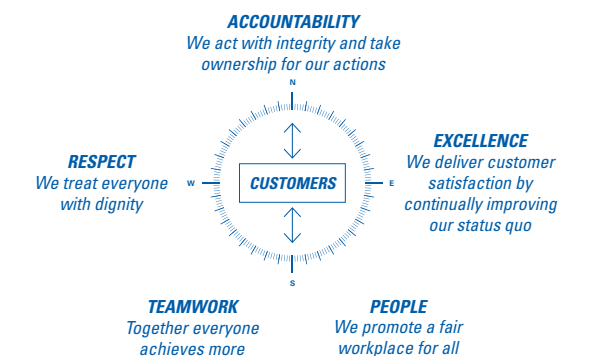 ACCOUNTABILITY
We act with integrity and take
ownership for our actions
N
EXCELLENCE
We deliver customer
satisfaction by
continually improving
our status quo
RESPECT
We treat everyone
with dignity
W
CUSTOMERS
E
S
TEAMWORK
Together everyone
achieves more
PEOPLE
We promote a fair
workplace for all